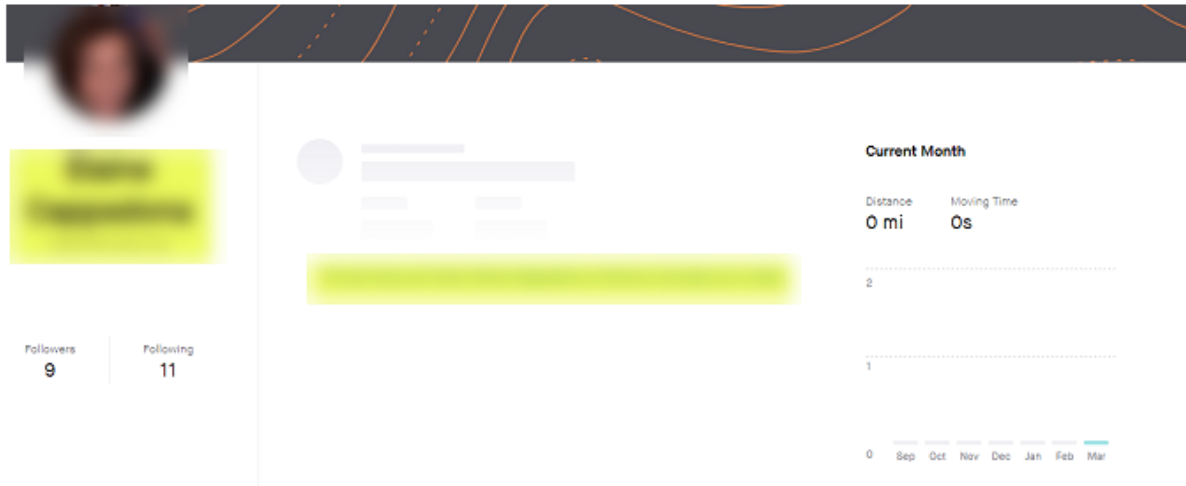 Followers
9
Following
11
Current Month
Distance
Moving Time
0 mi
0s
2
1
0
Sep Oct Nov Dec Jan Feb Mar